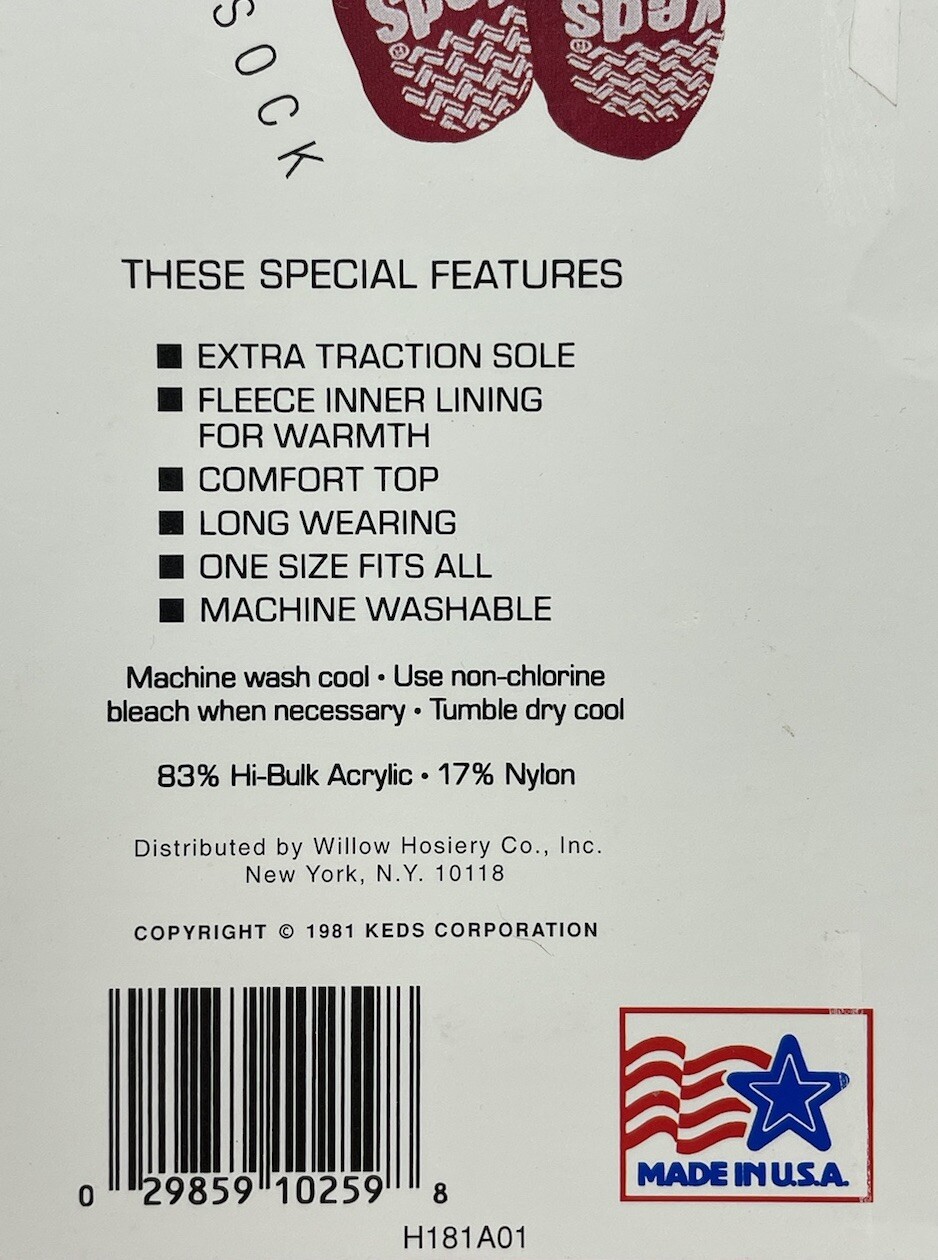 SOCK
Keds®
Keds®
THESE SPECIAL FEATURES
■ EXTRA TRACTION SOLE
■ FLEECE INNER LINING
FOR WARMTH
■ COMFORT TOP
■ LONG WEARING
■ ONE SIZE FITS ALL
■ MACHINE WASHABLE
Machine wash cool • Use non-chlorine
bleach when necessary • Tumble dry cool
83% Hi-Bulk Acrylic • 17% Nylon
Distributed by Willow Hosiery Co., Inc.
New York, N.Y. 10118
COPYRIGHT © 1981 KEDS CORPORATION
0 29859 10259 8
MADE IN U.S.A.
H181A01